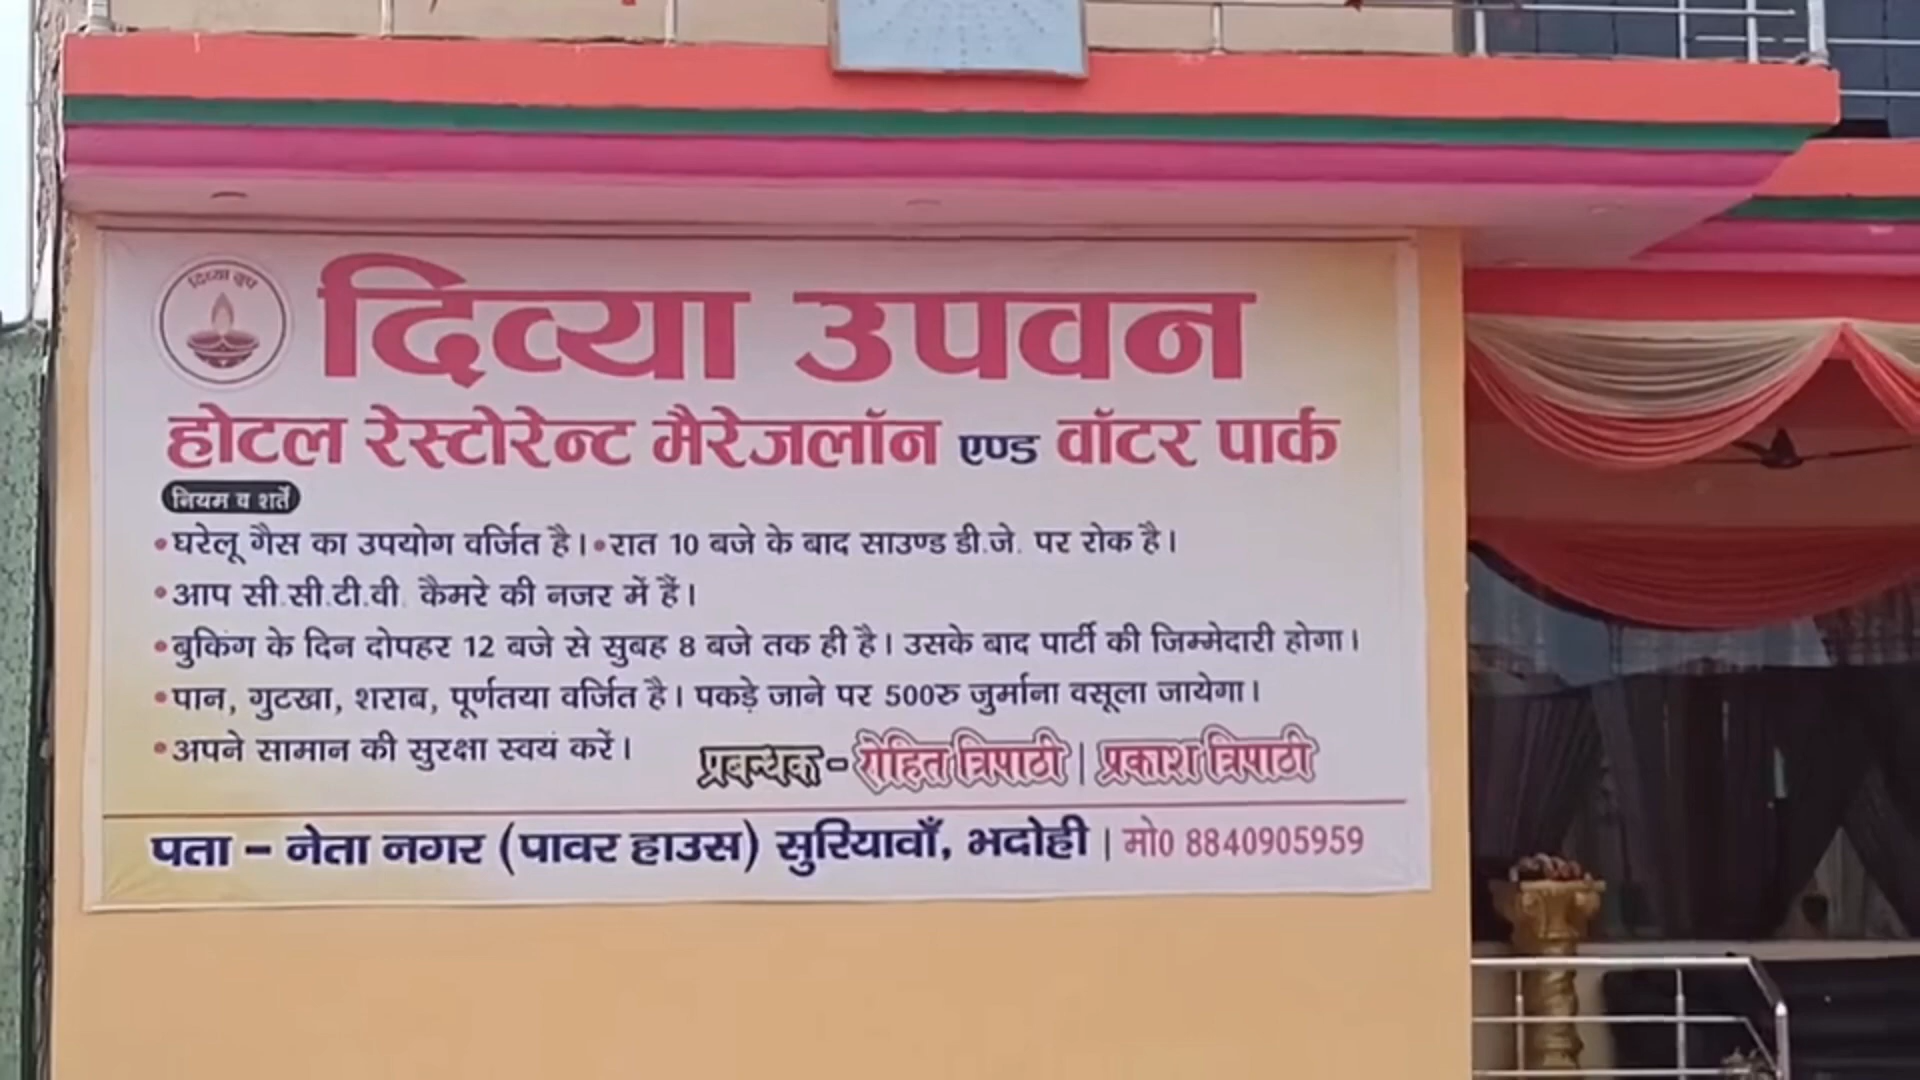 दिव्या ग्रुप
दिव्या उपवन
होटल रेस्टोरेन्ट मैरेजलॉन एण्ड वॉटर पार्क
नियम व शर्ते
•घरेलू गैस का उपयोग वर्जित है। •रात 10 बजे के बाद साउण्ड डी.जे. पर रोक है।
•आप सी.सी.टी.वी. कैमरे की नजर में हैं।
•बुकिंग के दिन दोपहर 12 बजे से सुबह 8 बजे तक ही है। उसके बाद पार्टी की जिम्मेदारी होगा।
•पान, गुटखा, शराब, पूर्णतया वर्जित है। पकड़े जाने पर 500रु जुर्माना वसूला जायेगा।
•अपने सामान की सुरक्षा स्वयं करें।
प्रबन्धक - रोहित त्रिपाठी | प्रकाश त्रिपाठी
पता – नेता नगर (पावर हाउस) सुरियावाँ, भदोही | मो0 8840905959